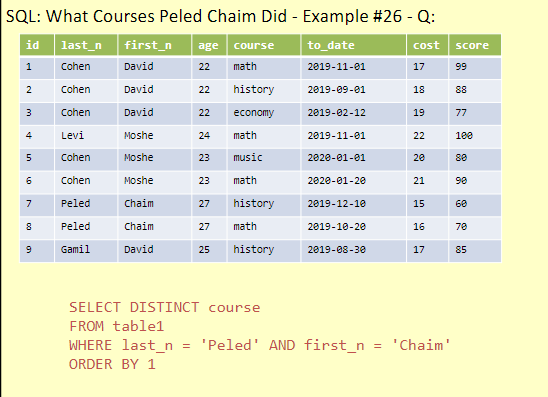 SQL: What Courses Peled Chaim Did - Example #26 - Q:
id last_n first_n age course to_date cost score
1 Cohen David 22 math 2019-11-01 17 99
2 Cohen David 22 history 2019-09-01 18 88
3 Cohen David 22 economy 2019-02-12 19 77
4 Levi Moshe 24 math 2019-11-01 22 100
5 Cohen Moshe 23 music 2020-01-01 20 80
6 Cohen Moshe 23 math 2020-01-20 21 90
7 Peled Chaim 27 history 2019-12-10 15 60
8 Peled Chaim 27 math 2019-10-20 16 70
9 Gamil David 25 history 2019-08-30 17 85
SELECT DISTINCT course
FROM table1
WHERE last_n = 'Peled' AND first_n = 'Chaim'
ORDER BY 1